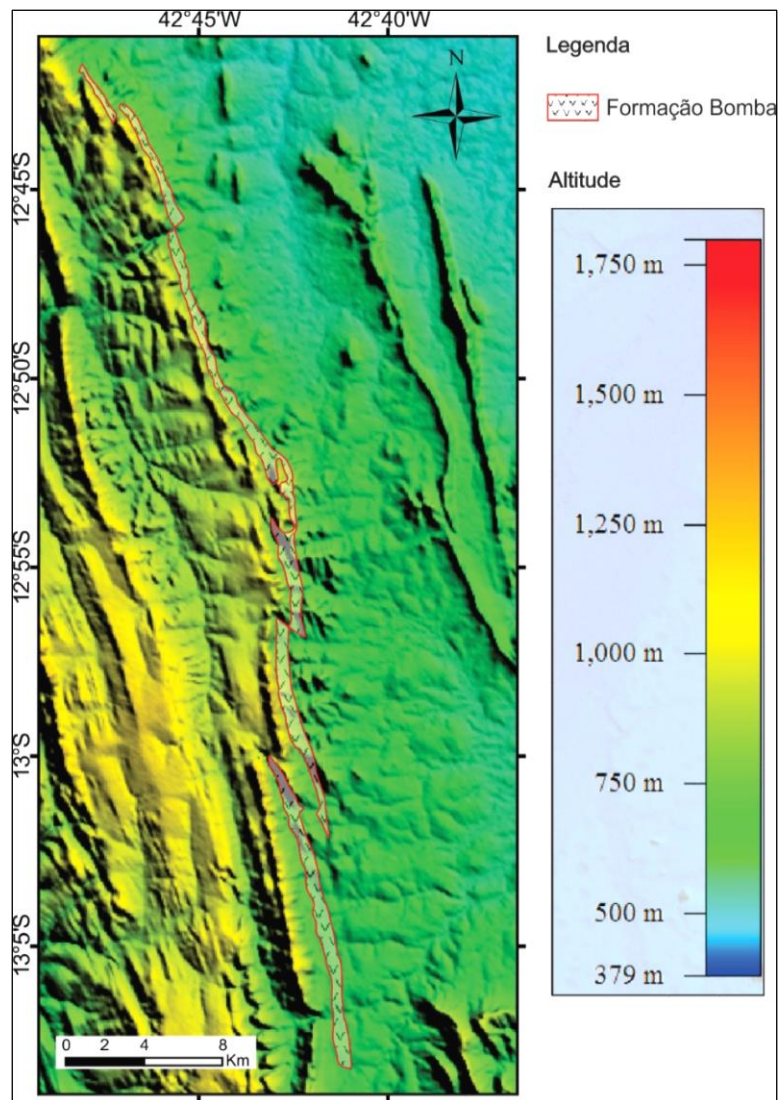 42°45'W 42°40'W
Legenda
N
Formação Bomba
12°45'S
Altitude
1,750 m
12°50'S
1,500 m
1,250 m
12°55'S
1,000 m
13°S
750 m
500 m
13°5'S
379 m
0 2 4 8
Km